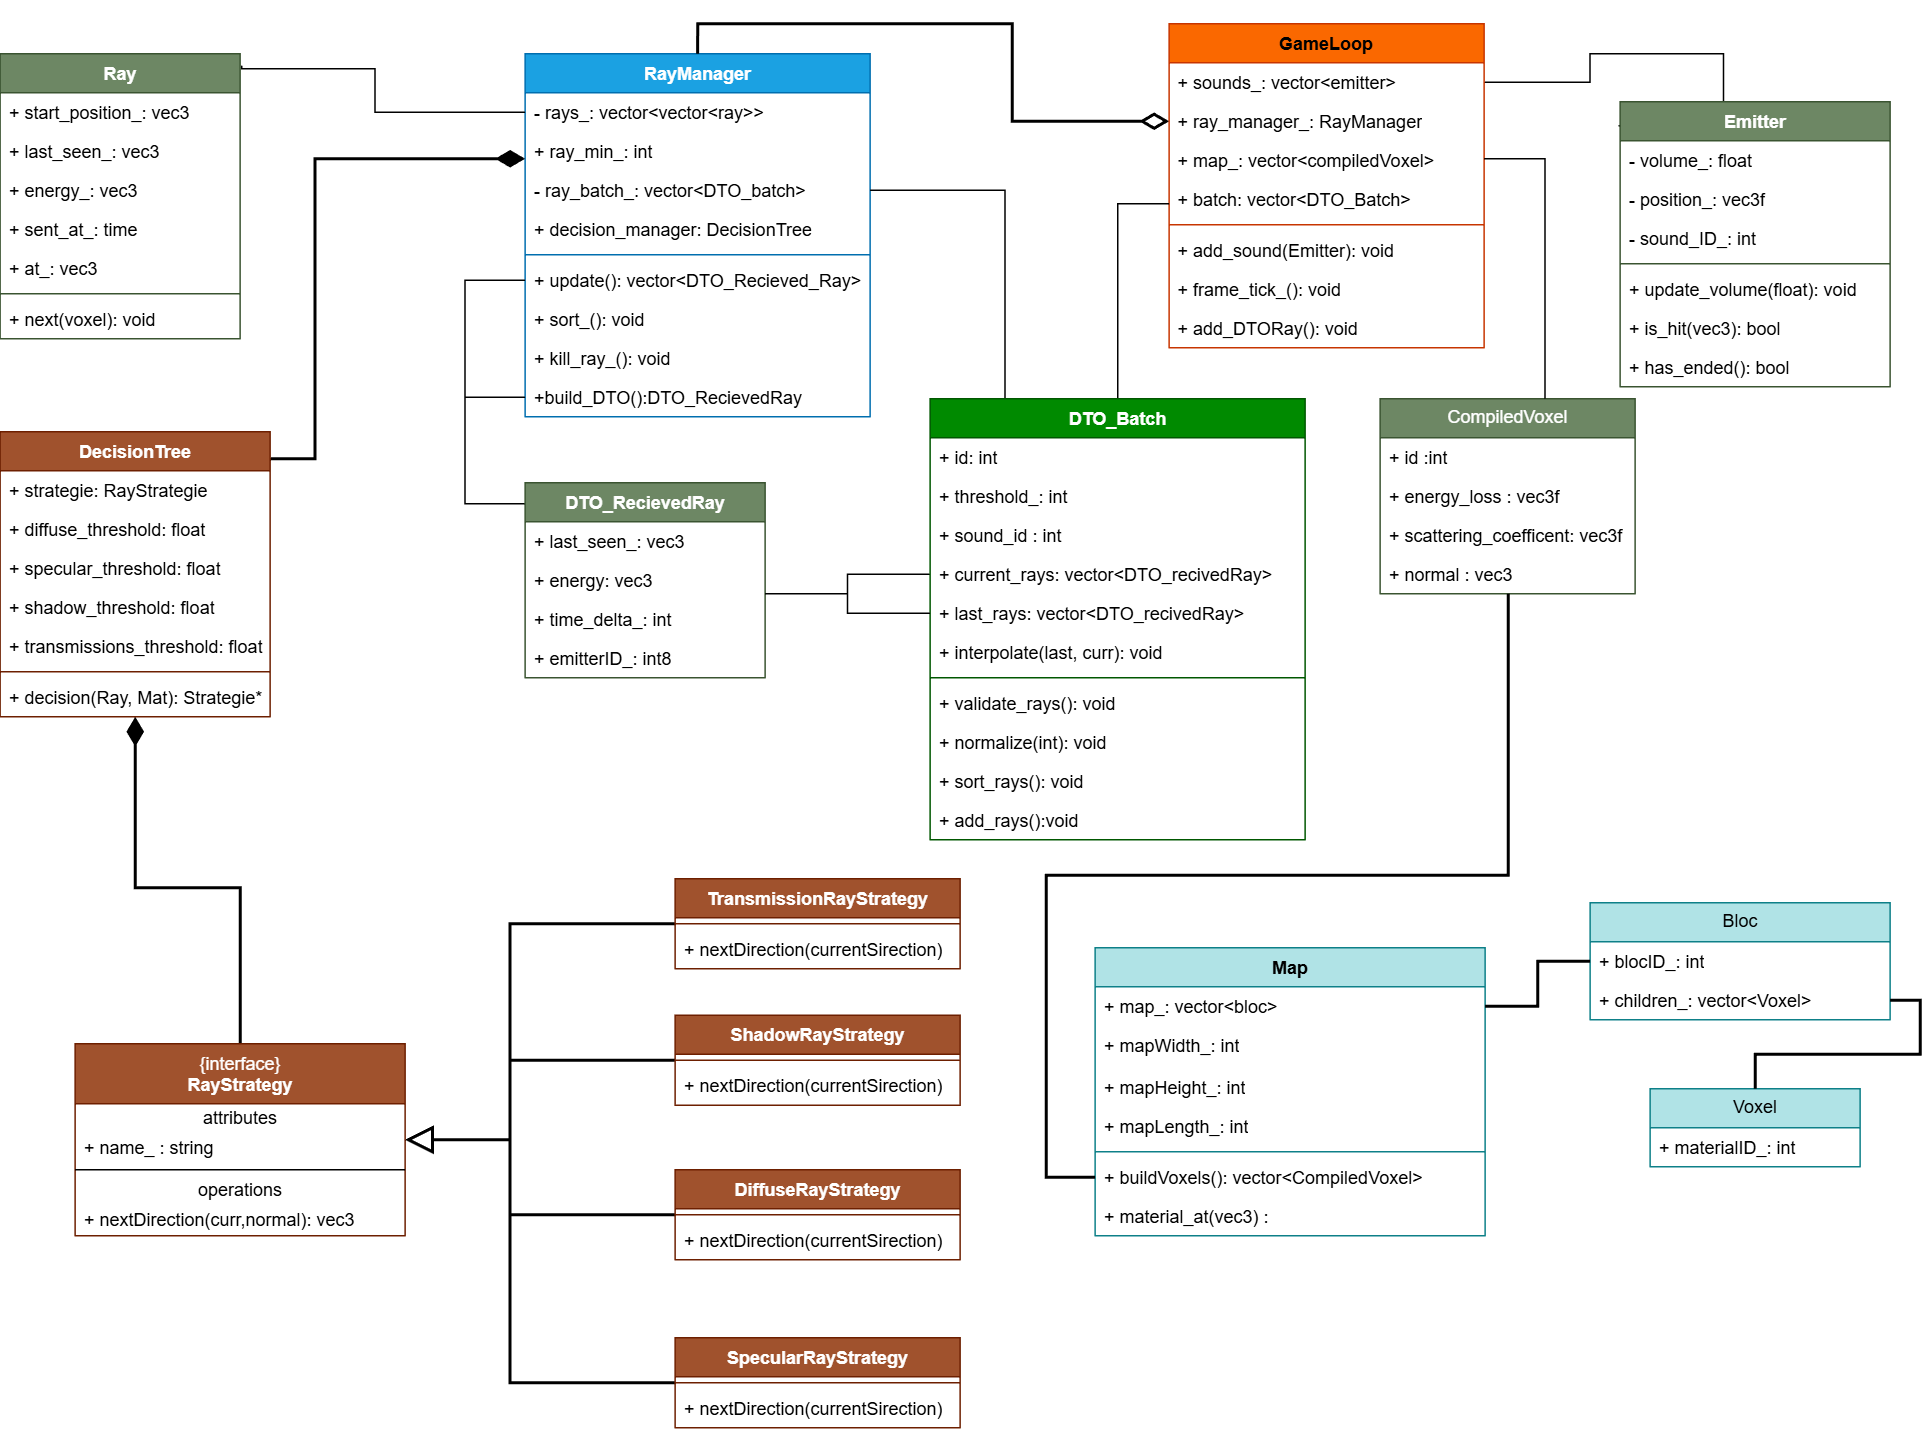 Ray
+ start_position_: vec3
+ last_seen_: vec3
+ energy_: vec3
+ sent_at_: time
+ at_: vec3
+ next(voxel): void
RayManager
- rays_: vector<vector<ray>>
+ ray_min_: int
- ray_batch_: vector<DTO_batch>
+ decision_manager: DecisionTree
+ update(): vector<DTO_Recieved_Ray>
+ sort_(): void
+ kill_ray_(): void
+build_DTO():DTO_RecievedRay
GameLoop
+ sounds_: vector<emitter>
+ ray_manager_: RayManager
+ map_: vector<compiledVoxel>
+ batch: vector<DTO_Batch>
+ add_sound(Emitter): void
+ frame_tick_(): void
+ add_DTORay(): void
Emitter
- volume_: float
- position_: vec3f
- sound_ID_: int
+ update_volume(float): void
+ is_hit(vec3): bool
+ has_ended(): bool
DecisionTree
+ strategie: RayStrategie
+ diffuse_threshold: float
+ specular_threshold: float
+ shadow_threshold: float
+ transmissions_threshold: float
+ decision(Ray, Mat): Strategie*
DTO_RecievedRay
+ last_seen_: vec3
+ energy: vec3
+ time_delta_: int
+ emitterID_: int8
DTO_Batch
+ id: int
+ threshold_: int
+ sound_id : int
+ current_rays: vector<DTO_recivedRay>
+ last_rays: vector<DTO_recivedRay>
+ interpolate(last, curr): void
+ validate_rays(): void
+ normalize(int): void
+ sort_rays(): void
+ add_rays():void
CompiledVoxel
+ id :int
+ energy_loss : vec3f
+ scattering_coefficent: vec3f
+ normal : vec3
TransmissionRayStrategy
+ nextDirection(currentSirection)
ShadowRayStrategy
+ nextDirection(currentSirection)
DiffuseRayStrategy
+ nextDirection(currentSirection)
SpecularRayStrategy
+ nextDirection(currentSirection)
{interface}
RayStrategy
attributes
+ name_ : string
operations
+ nextDirection(curr,normal): vec3
Map
+ map_: vector<bloc>
+ mapWidth_: int
+ mapHeight_: int
+ mapLength_: int
+ buildVoxels(): vector<CompiledVoxel>
+ material_at(vec3) :
Bloc
+ blocID_: int
+ children_: vector<Voxel>
Voxel
+ materialID_: int